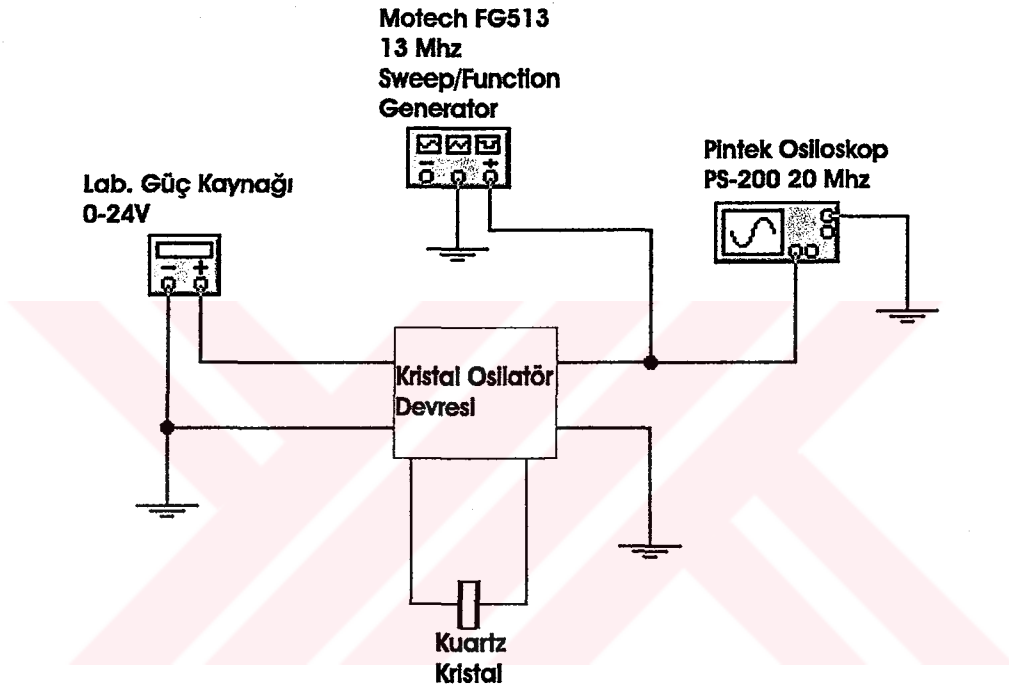 Motech FG513
13 Mhz
Sweep/Function
Generator
Pintek Osiloskop
PS-200 20 Mhz
Lab. Güç Kaynağı
0-24V
Kristal Osilatör
Devresi
Kuartz
Kristal